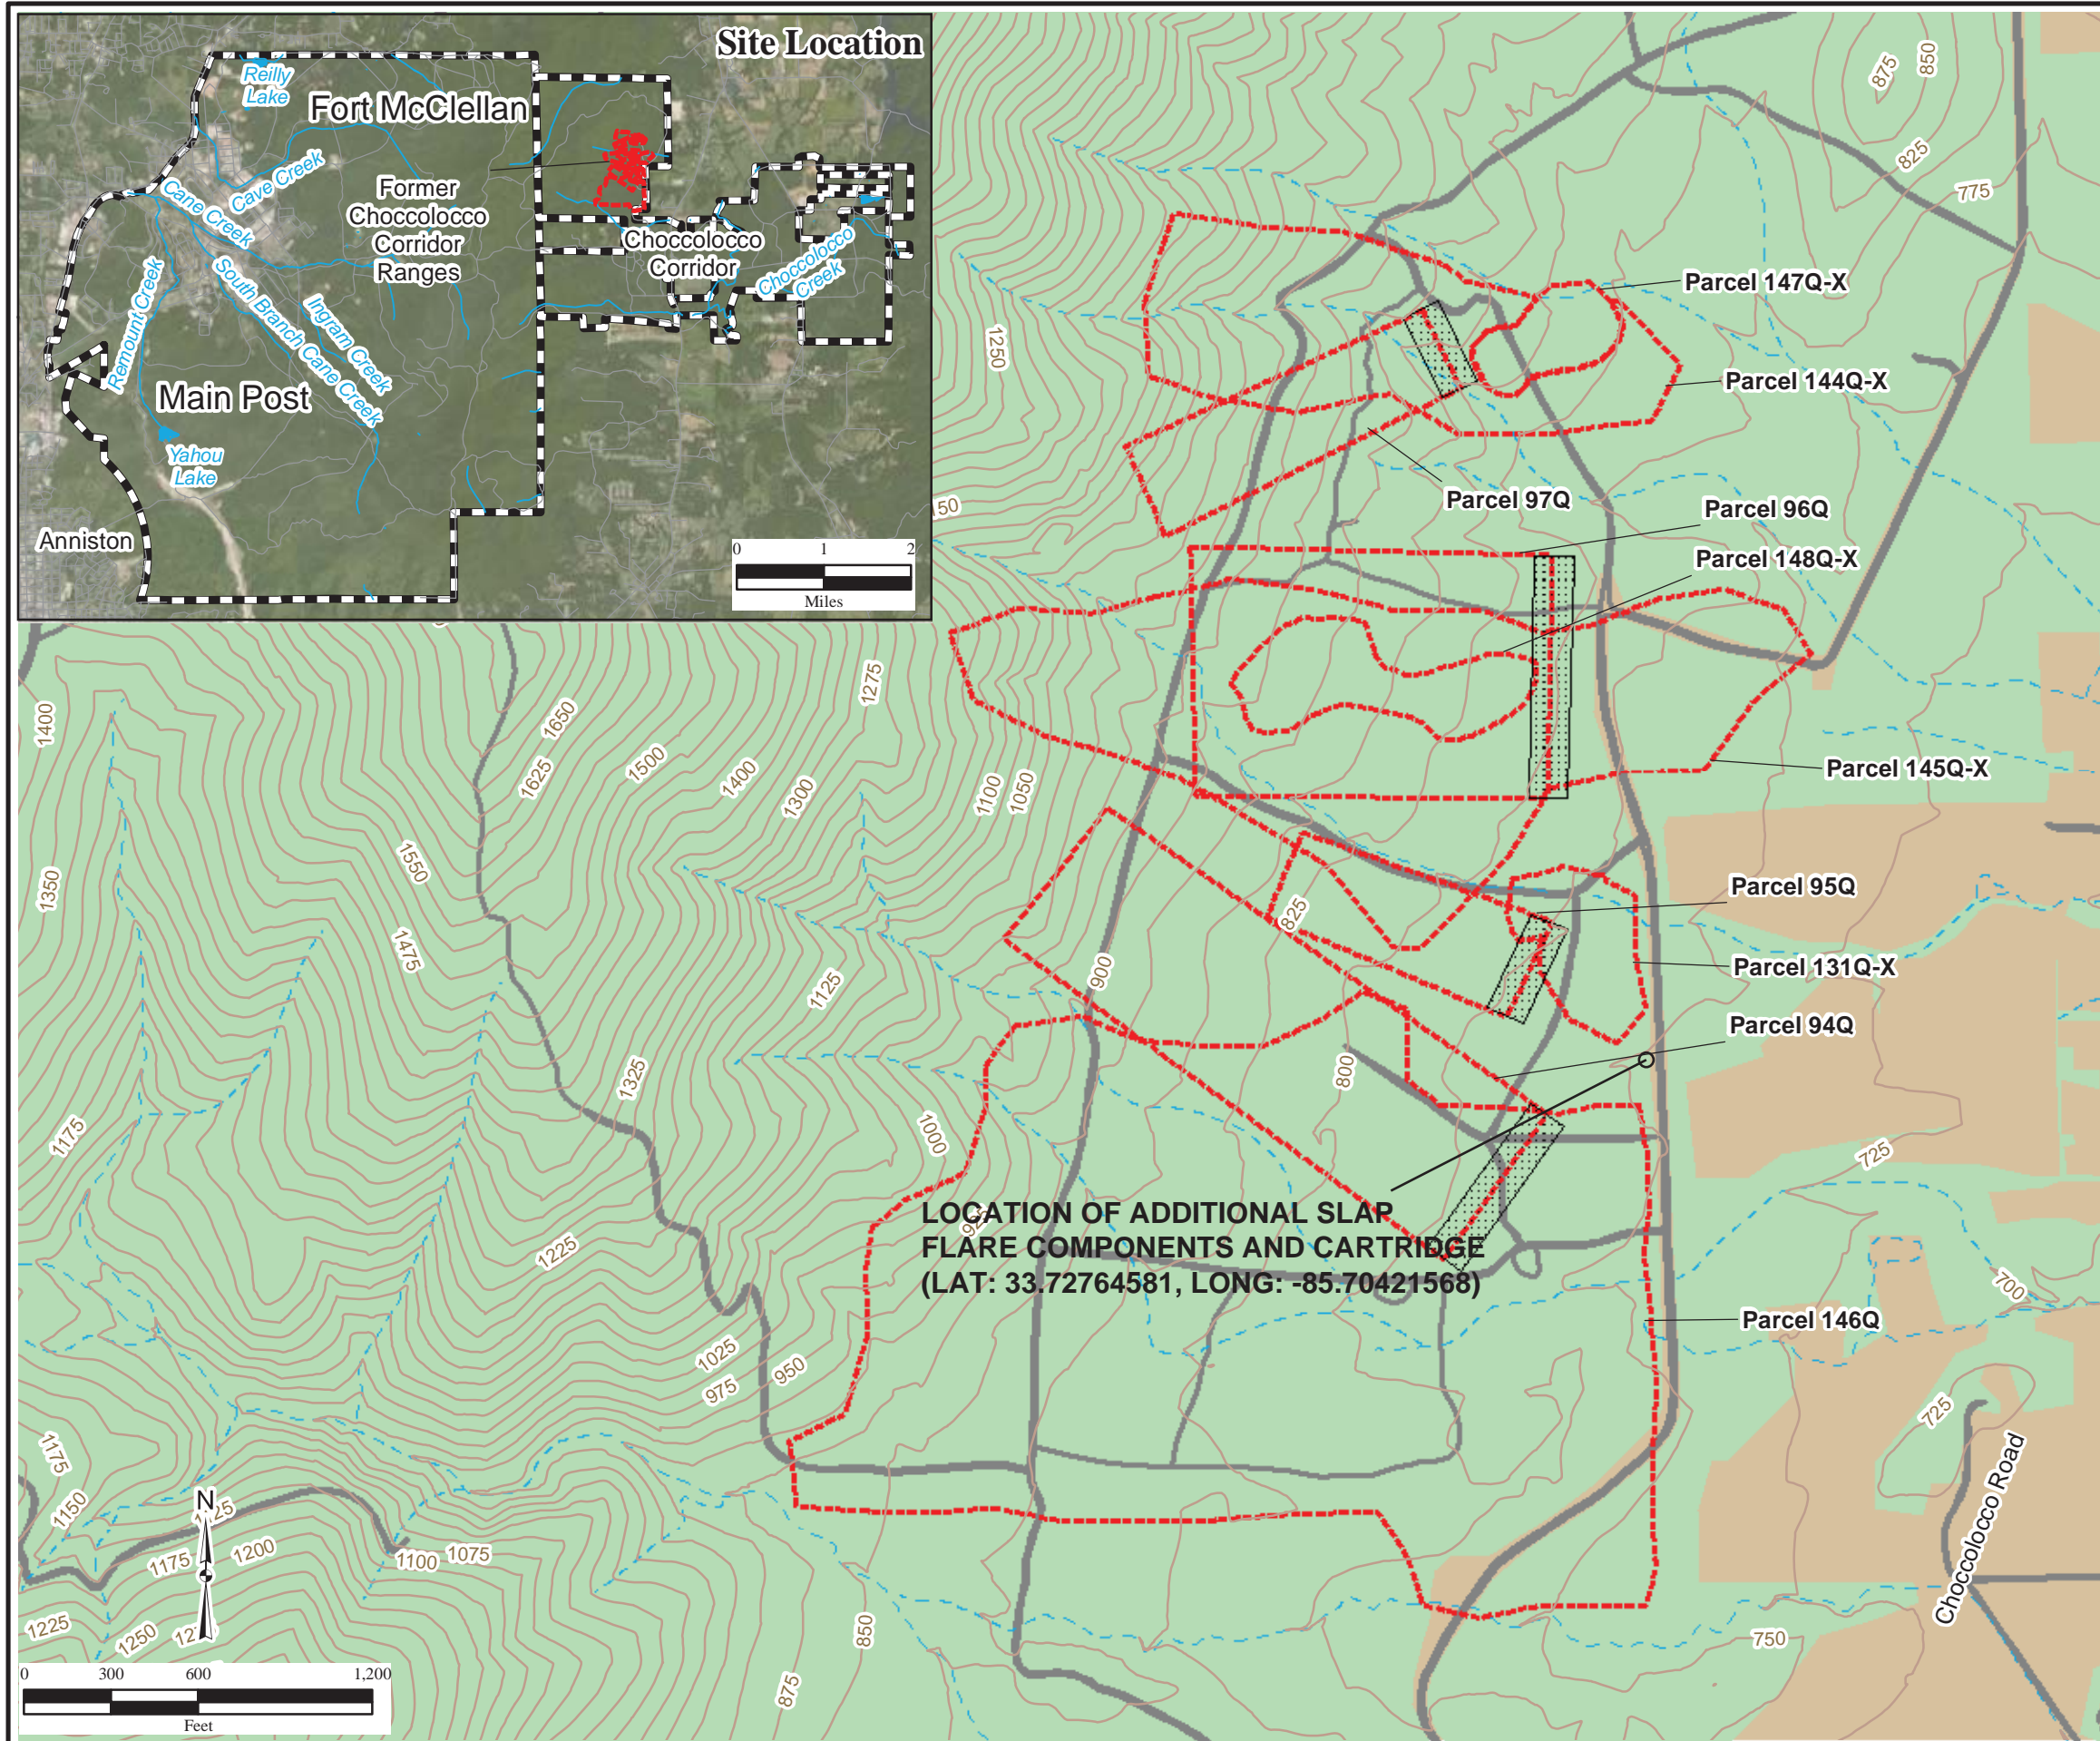 Site Location
Reilly
Lake
Fort McClellan
Cave Creek
Cane Creek
Former
Choccolocco
Corridor
Ranges
Choccolocco
Corridor
Choccolocco
Creek
Remount Creek
South Branch Cane Creek
Ingram Creek
Main Post
Yahou
Lake
Anniston
0 1 2
Miles
875
850
825
775
1250
Parcel 147Q-X
Parcel 144Q-X
Parcel 97Q
Parcel 96Q
Parcel 148Q-X
Parcel 145Q-X
Parcel 95Q
Parcel 131Q-X
Parcel 94Q
Parcel 146Q
1400
1650
1625
1500
1400
1300
1275
1100
1050
1350
1550
1475
825
900
1125
1325
800
1175
1000
725
1225
LOCATION OF ADDITIONAL SLAP
FLARE COMPONENTS AND CARTRIDGE
(LAT: 33.72764581, LONG: -85.70421568)
700
1025
975
950
725
1175
1150
N
1175
1200
1100
1075
1225
1250
850
875
750
Choccolocco Road
0 300 600 1,200
Feet